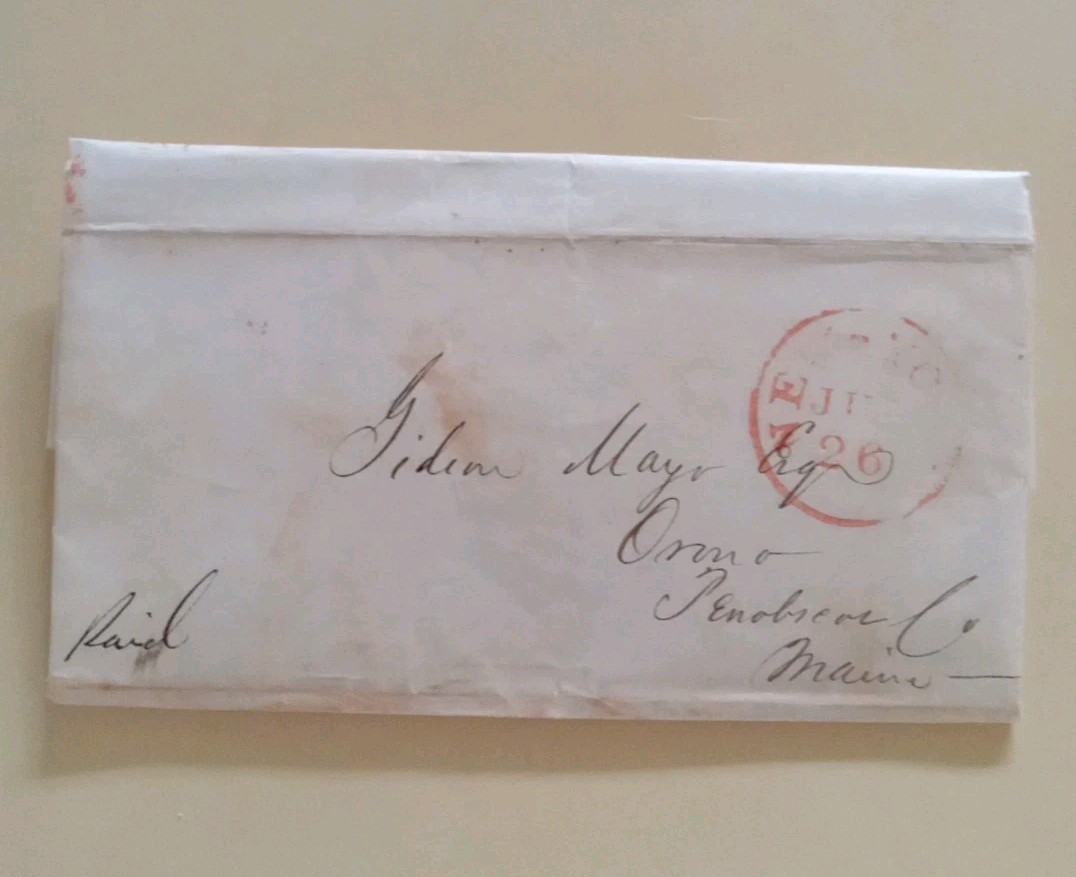 JU
26
Gideon Mayo Esq
Orono
Penobscot Co
Maine
Paid